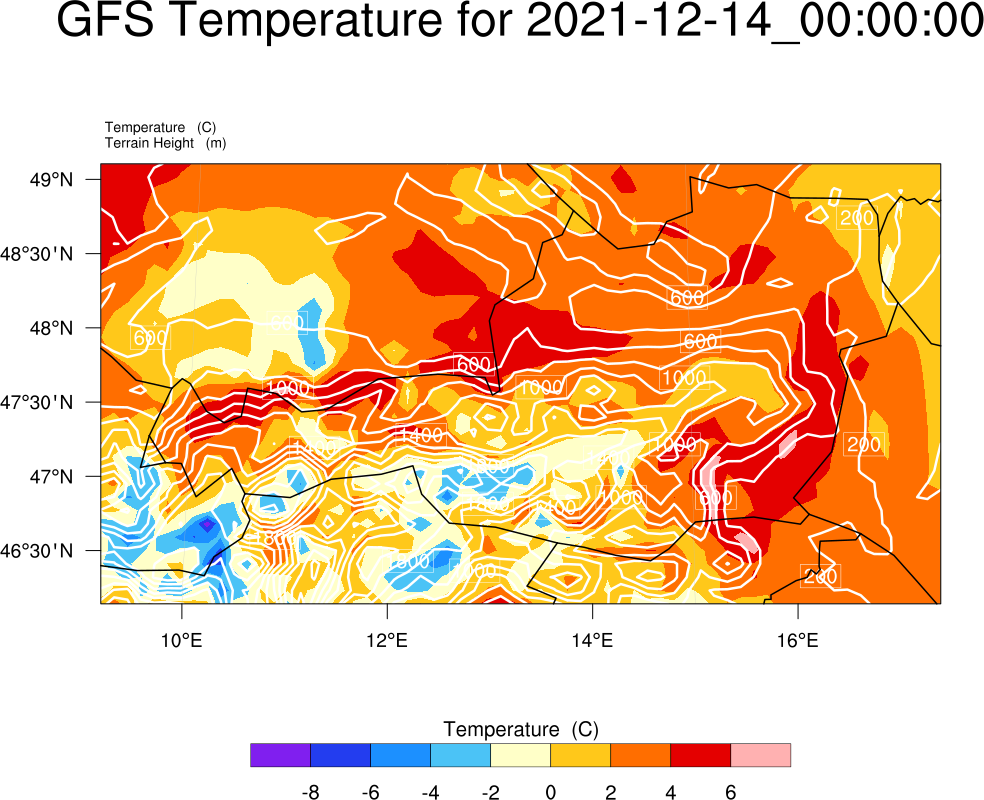 GFS Temperature for 2021-12-14_00:00:00
Temperature (C)
Terrain Height (m)
49°N
200
48°30'N
600
48°N
600
600
600
600
1000
1000
1000
47°30'N
1400
1000
200
47°N
1000
600
46°30'N
200
10°E 12°E 14°E 16°E
Temperature (C)
-8 -6 -4 -2 0 2 4 6